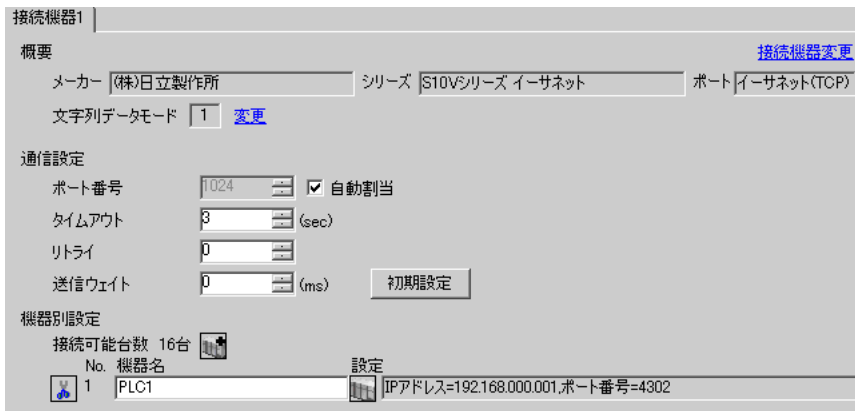 接続機器1
概要 接続機器変更
メーカー (株)日立製作所 シリーズ S10Vシリーズ イーサネット ポート イーサネット(TCP)
文字列データモード 1 変更
通信設定
ポート番号 1024 自動割当
タイムアウト 3 (sec)
リトライ 0
送信ウェイト 0 (ms) 初期設定
機器別設定
接続可能台数 16台
No. 機器名 設定
1 PLC1 IPアドレス=192.168.000.001,ポート番号=4302